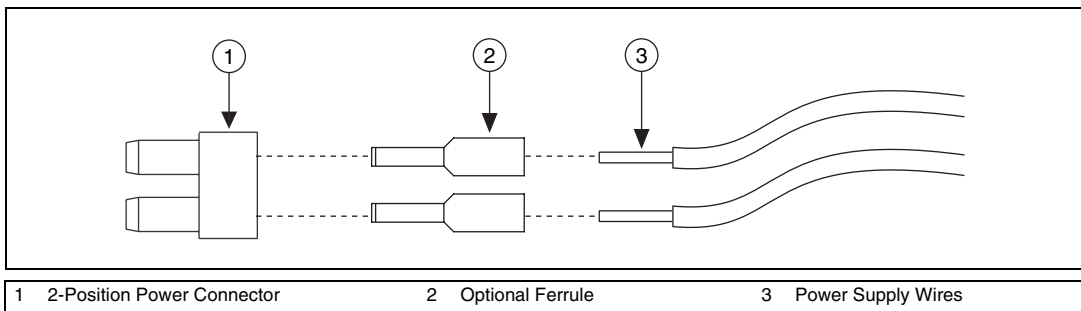 1 2 3
1 2-Position Power Connector 2 Optional Ferrule 3 Power Supply Wires